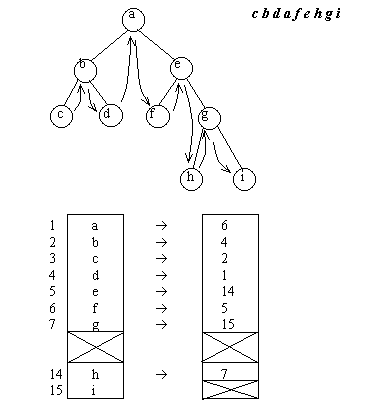 a
c b d a f e h g i
b
e
c
d
f
g
h
i
1 a → 6
2 b → 4
3 c → 2
4 d → 1
5 e → 14
6 f → 5
7 g → 15
14 h → 7
15 i